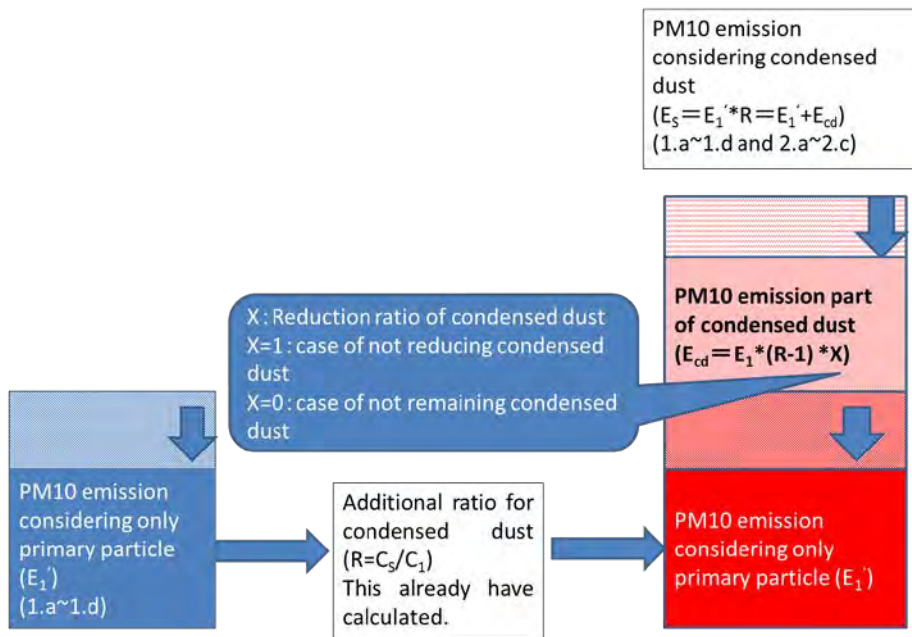 PM10 emission
considering condensed
dust
(E_S＝E_1'*R＝E_1'+E_cd)
(1.a~1.d and 2.a~2.c)
X：Reduction ratio of condensed dust
X=1：case of not reducing condensed
dust
X=0：case of not remaining condensed
dust
PM10 emission part
of condensed dust
(E_cd＝E_1*(R-1) *X)
PM10 emission
considering only
primary particle
(E_1')
(1.a~1.d)
Additional ratio for
condensed dust
(R=C_S/C_1)
This already have
calculated.
PM10 emission
considering only
primary particle (E_1')